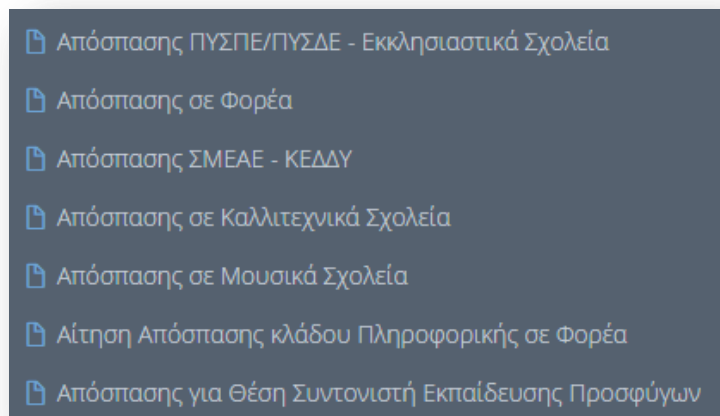 Απόσπασης ΠΥΣΠΕ/ΠΥΣΔΕ - Εκκλησιαστικά Σχολεία
Απόσπασης σε Φορέα
Απόσπασης ΣΜΕΑΕ - ΚΕΔΔΥ
Απόσπασης σε Καλλιτεχνικά Σχολεία
Απόσπασης σε Μουσικά Σχολεία
Αίτηση Απόσπασης κλάδου Πληροφορικής σε Φορέα
Απόσπασης για Θέση Συντονιστή Εκπαίδευσης Προσφύγων